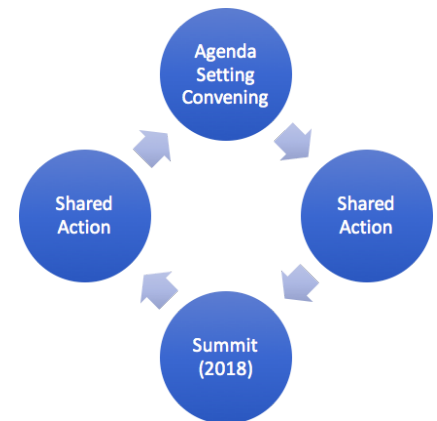 Agenda
Setting
Convening
Shared
Action
Shared
Action
Summit
(2018)